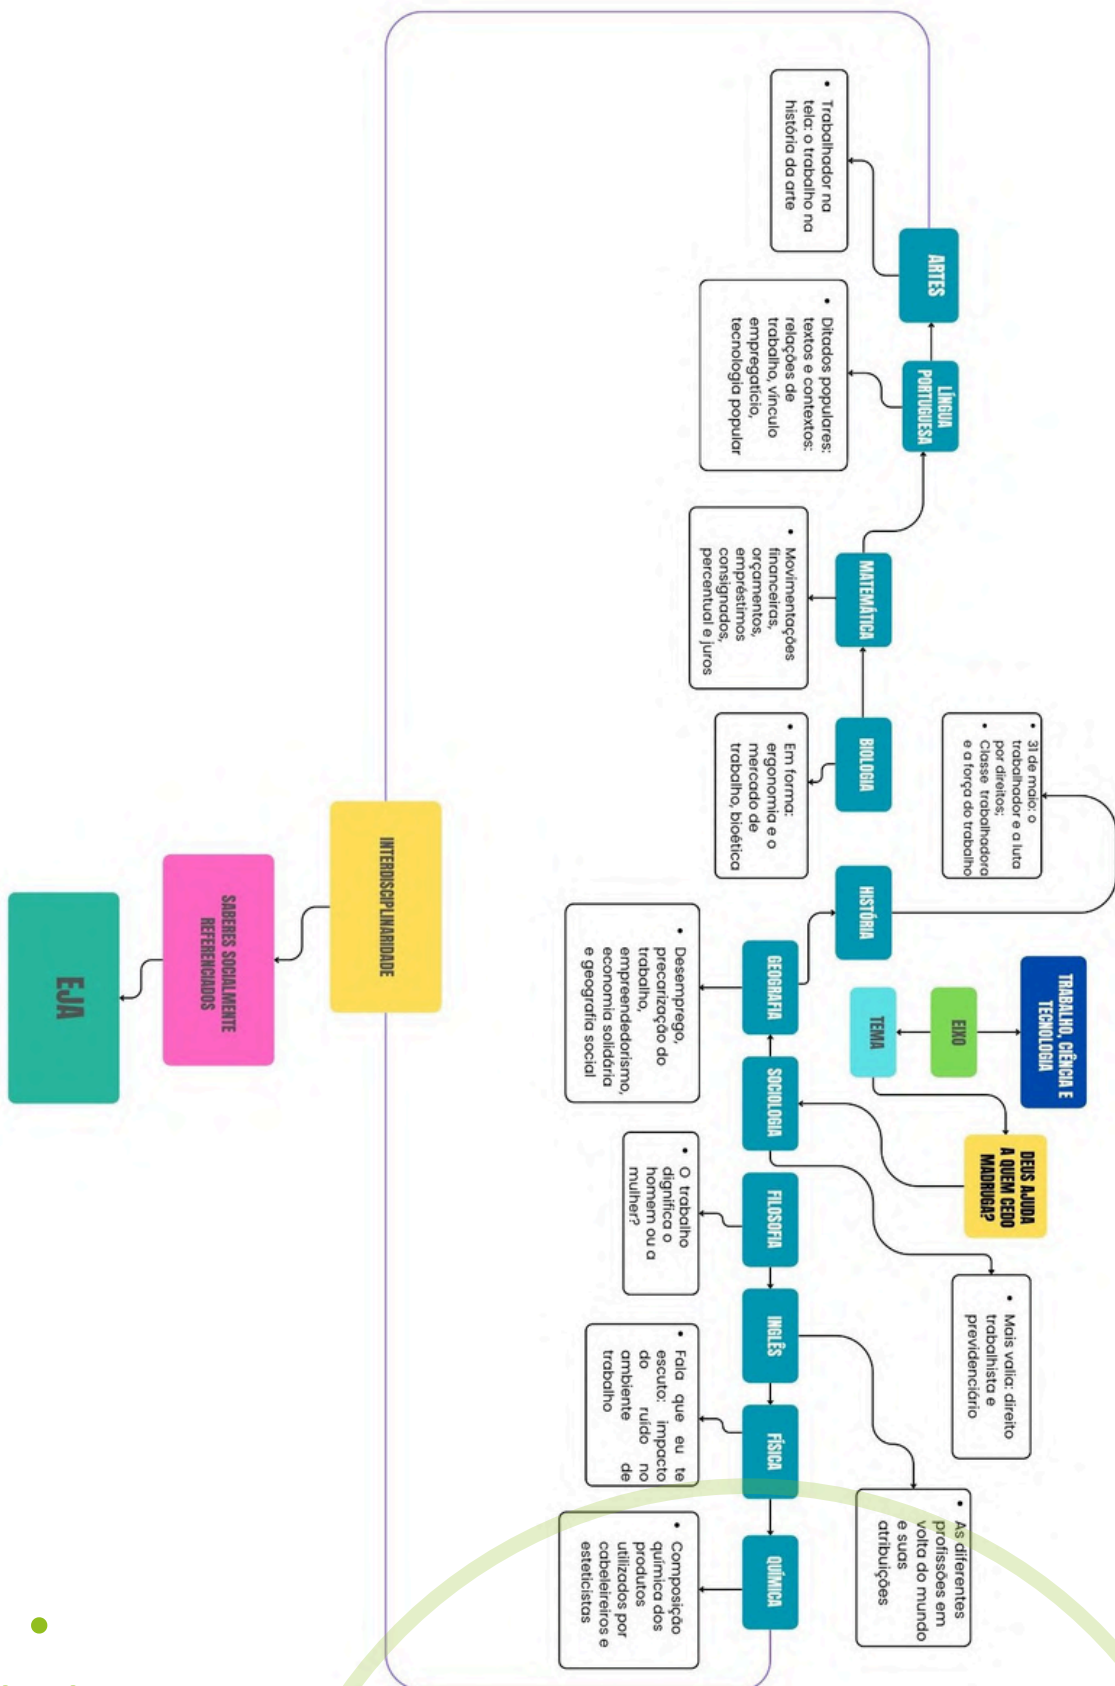 TRABALHO, CIÊNCIA E
TECNOLOGIA
EIXO
TEMA
DEUS AJUDA
A QUEM CEDO
MADRUGA?
• 31 de maio: o
trabalhador e a luta
por direitos;
• Classe trabalhadora
e a força do trabalho
• Mais valia: direito
trabalhista e
previdenciário
• As diferentes
profissões em
volta do mundo
e suas
atribuições
ARTES
LÍNGUA
PORTUGUESA
MATEMÁTICA
BIOLOGIA
HISTÓRIA
GEOGRAFIA
SOCIOLOGIA
FILOSOFIA
INGLÊS
FÍSICA
QUÍMICA
• Trabalhador na
tela: o trabalho na
história da arte
• Ditados populares:
textos e contextos:
relações de
trabalho, vínculo
empregatício,
tecnologia popular
• Movimentações
financeiras,
orçamentos,
empréstimos
consignados,
percentual e juros
• Em forma:
ergonomia e o
mercado de
trabalho, bioética
• Desemprego,
precarização do
trabalho,
empreendedorismo,
economia solidária
e geografia social
• O trabalho
dignifica o
homem ou a
mulher?
• Fala que eu te
escuto: impacto
do ruído no
ambiente de
trabalho
• Composição
química dos
produtos
utilizados por
cabeleireiros e
esteticistas
INTERDISCIPLINARIDADE
SABERES SOCIALMENTE
REFERENCIADOS
EJA